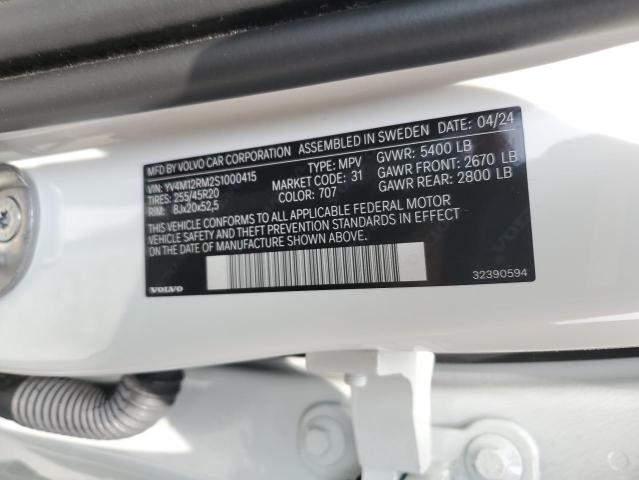 MFD BY VOLVO CAR CORPORATION ASSEMBLED IN SWEDEN DATE: 04/24
VIN: YV4M12RM2S1000415 TYPE: MPV GVWR: 5400 LB
TIRES: 255/45R20 MARKET CODE: 31 GAWR FRONT: 2670 LB
RIM: 8Jx20x52,5 COLOR: 707 GAWR REAR: 2800 LB
THIS VEHICLE CONFORMS TO ALL APPLICABLE FEDERAL MOTOR
VEHICLE SAFETY AND THEFT PREVENTION STANDARDS IN EFFECT
ON THE DATE OF MANUFACTURE SHOWN ABOVE.
VOLVO 32390594